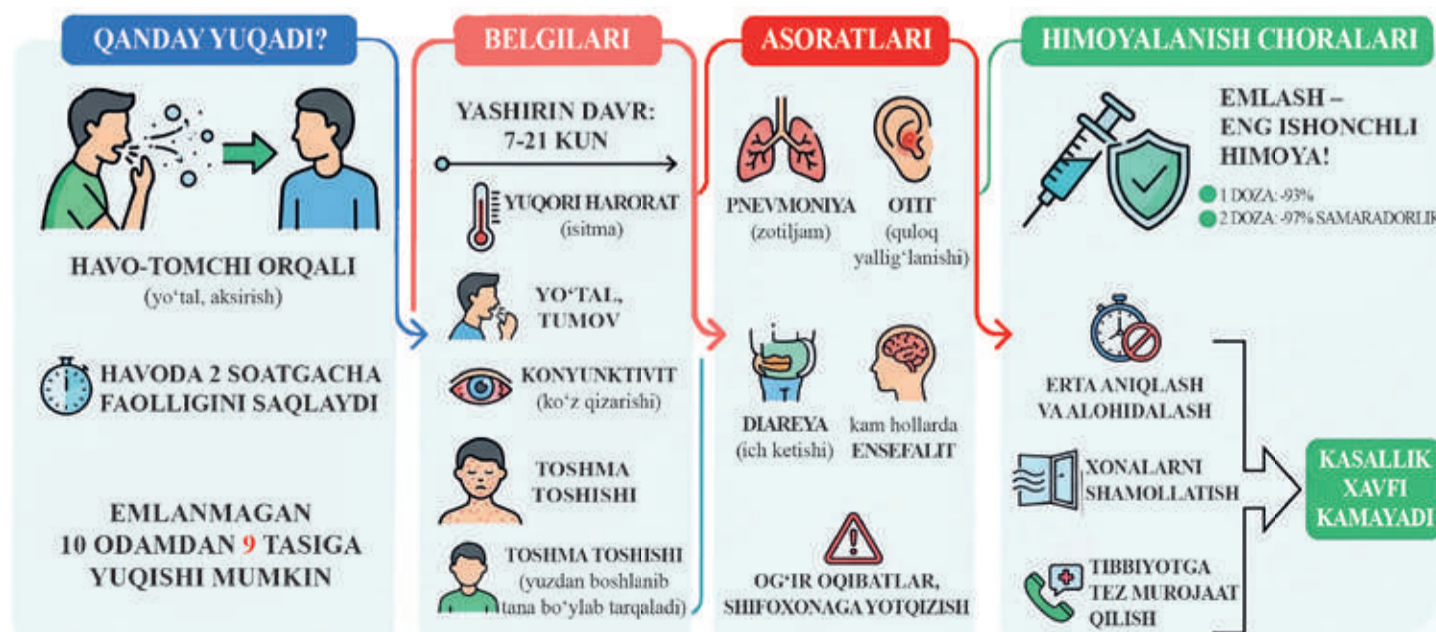 QANDAY YUQADI?
HAVO-TOMCHI ORQALI
(yo‘tal, aksirish)
HAVODA 2 SOATGACHA
FAOLLIGINI SAQLAYDI
EMLANMAGAN
10 ODAMDAN 9 TASIGA
YUQISHI MUMKIN
BELGILARI
YASHIRIN DAVR:
7-21 KUN
YUQORI HARORAT
(isitma)
YO‘TAL,
TUMOV
KONYUNKTIVIT
(ko‘z qizarishi)
TOSHMA
TOSHISHI
TOSHMA TOSHISHI
(yuzdan boshlanib
tana bo‘ylab tarqaladi)
ASORATLARI
PNEVMONIYA
(zotiljam)
OTIT
(quloq
yallig‘lanishi)
DIAREYA
(ich ketishi)
kam hollarda
ENSEFALIT
OG‘IR OQIBATLAR,
SHIFOXONAGA YOTQIZISH
HIMOYALANISH CHORALARI
EMLASH –
ENG ISHONCHLI
HIMOYA!
1 DOZA: -93%
2 DOZA: -97% SAMARADORLIK
ERTA ANIQLASH
VA ALOHIDALASH
XONALARNI
SHAMOLLATISH
TIBBIYOTGA
TEZ MUROJAAT
QILISH
KASALLIK
XAVFI
KAMAYADI